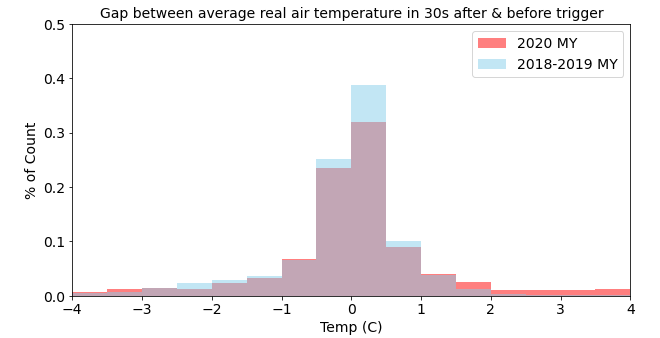 Gap between average real air temperature in 30s after & before trigger
2020 MY
2018-2019 MY
% of Count
0.5
0.4
0.3
0.2
0.1
0.0
−4 −3 −2 −1 0 1 2 3 4
Temp (C)